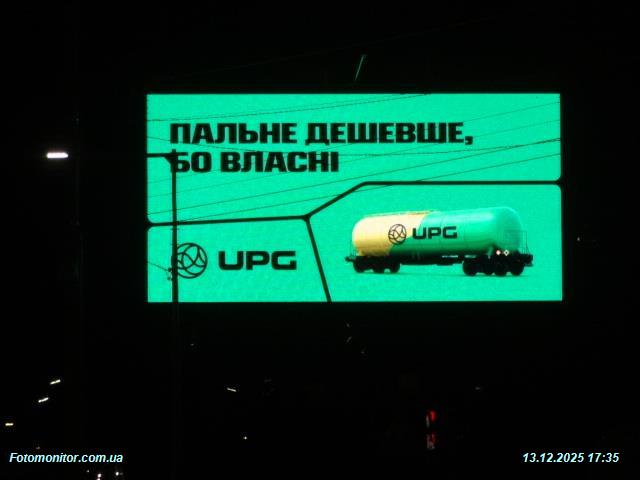 ПАЛЬНЕ ДЕШЕВШЕ,
БО ВЛАСНІ
UPG
UPG
Fotomonitor.com.ua
13.12.2025 17:35